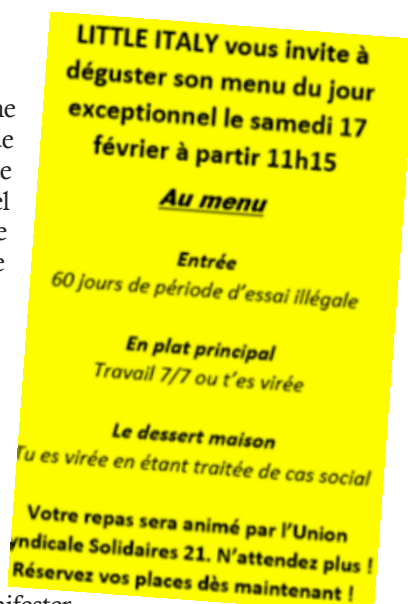 LITTLE ITALY vous invite à
déguster son menu du jour
exceptionnel le samedi 17
février à partir 11h15
Au menu
Entrée
60 jours de période d'essai illégale
En plat principal
Travail 7/7 ou t'es virée
Le dessert maison
Tu es virée en étant traitée de cas social
Votre repas sera animé par l'Union
yndicale Solidaires 21. N'attendez plus !
Réservez vos places dès maintenant !